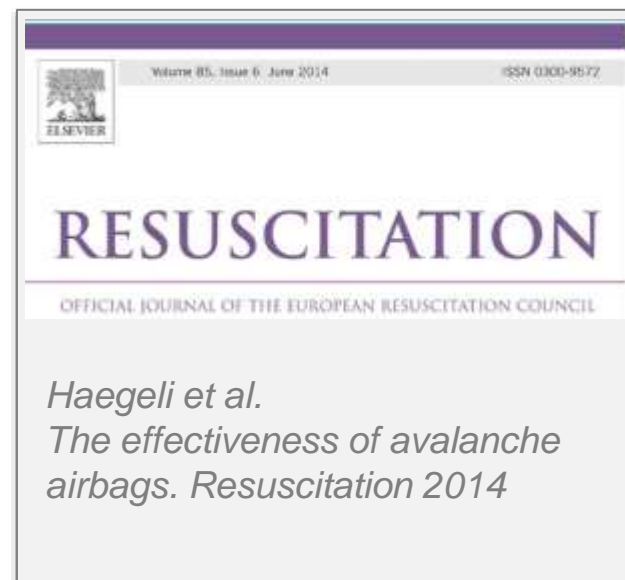 Volume 85, Issue 6 June 2014 ISSN 0300-9572
ELSEVIER
RESUSCITATION
OFFICIAL JOURNAL OF THE EUROPEAN RESUSCITATION COUNCIL
Haegeli et al.
The effectiveness of avalanche
airbags. Resuscitation 2014